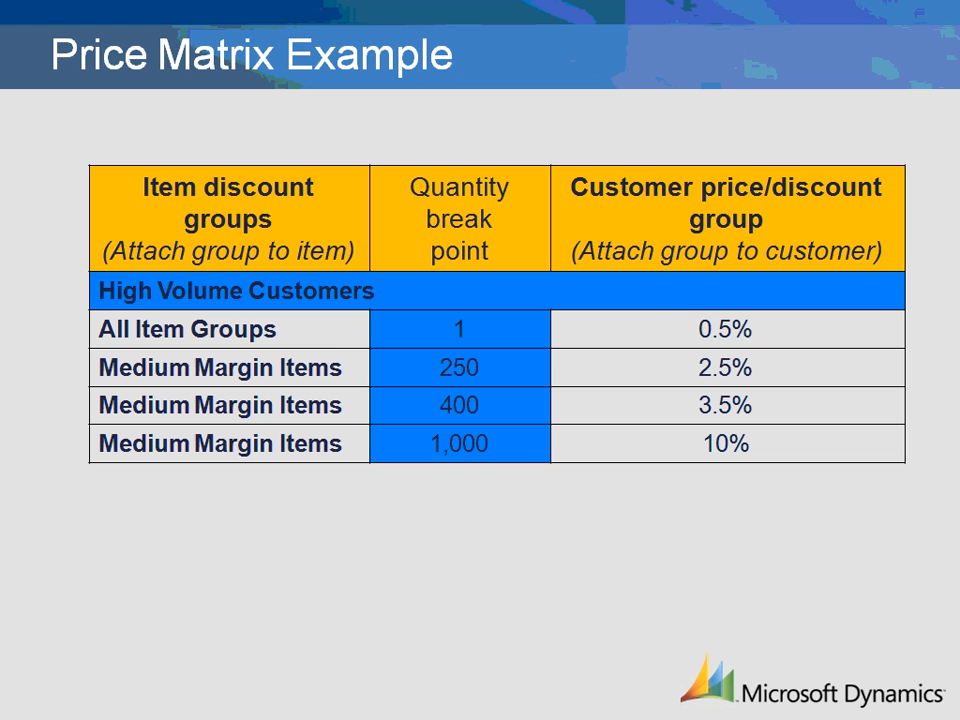 Price Matrix Example
Item discount
groups
(Attach group to item)
Quantity
break
point
Customer price/discount
group
(Attach group to customer)
High Volume Customers
All Item Groups 1 0.5%
Medium Margin Items 250 2.5%
Medium Margin Items 400 3.5%
Medium Margin Items 1,000 10%
Microsoft Dynamics